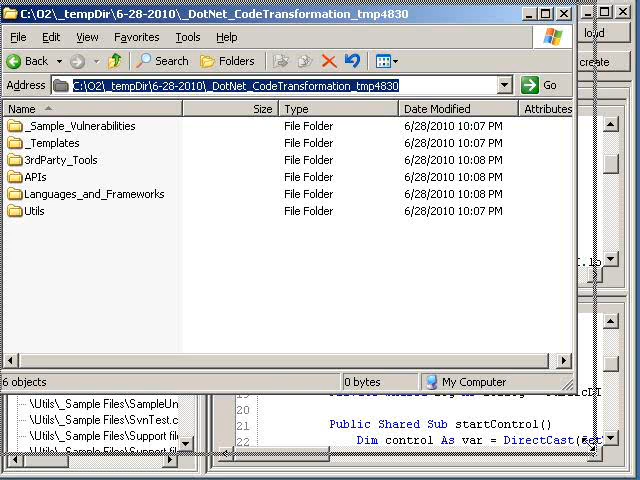 C:\O2\_tempDir\6-28-2010\_DotNet_CodeTransformation_tmp4830
File Edit View Favorites Tools Help
load
Back Search Folders
create
Address C:\O2\_tempDir\6-28-2010\_DotNet_CodeTransformation_tmp4830 Go
Name Size Type Date Modified Attributes
_Sample_Vulnerabilities File Folder 6/28/2010 10:07 PM
_Templates File Folder 6/28/2010 10:07 PM
3rdParty_Tools File Folder 6/28/2010 10:08 PM
APIs File Folder 6/28/2010 10:08 PM
Languages_and_Frameworks File Folder 6/28/2010 10:08 PM
Utils File Folder 6/28/2010 10:07 PM
6 objects 0 bytes My Computer
\Utils\_Sample Files\SampleUn
\Utils\_Sample Files\SvnTest.c
\Utils\_Sample Files\Support file
20
21 Public Shared Sub startControl()
22 Dim control As var = DirectCast(